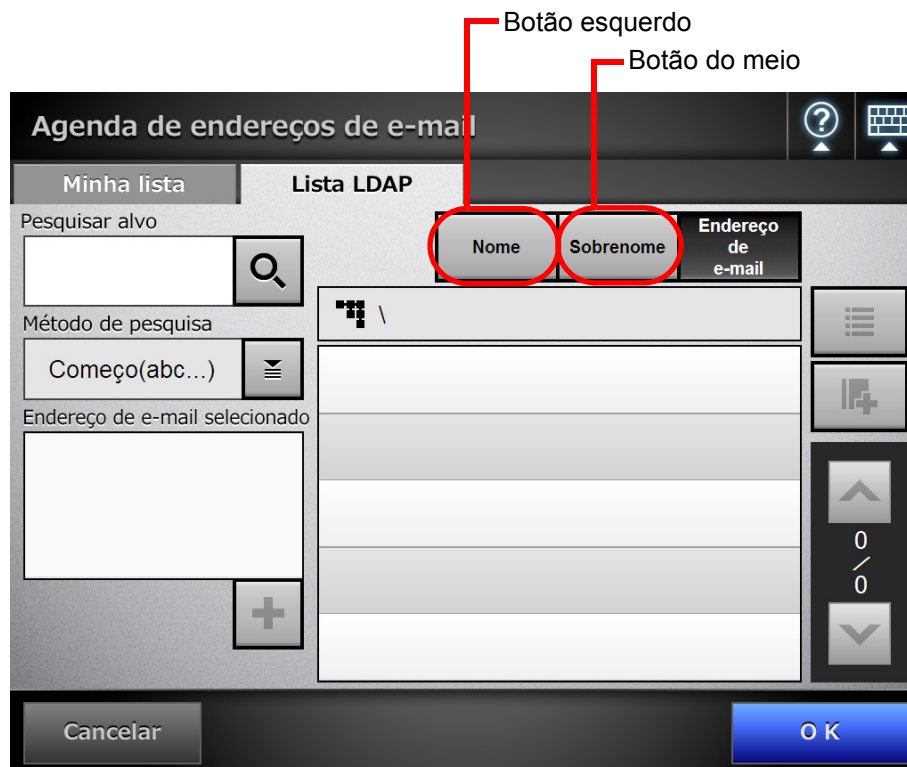 Botão esquerdo
Botão do meio
Agenda de endereços de e-mail
?
Minha lista
Lista LDAP
Pesquisar alvo
Nome
Sobrenome
Endereço
de
e-mail
\
Método de pesquisa
Começo(abc...)
Endereço de e-mail selecionado
0
/
0
Cancelar
OK